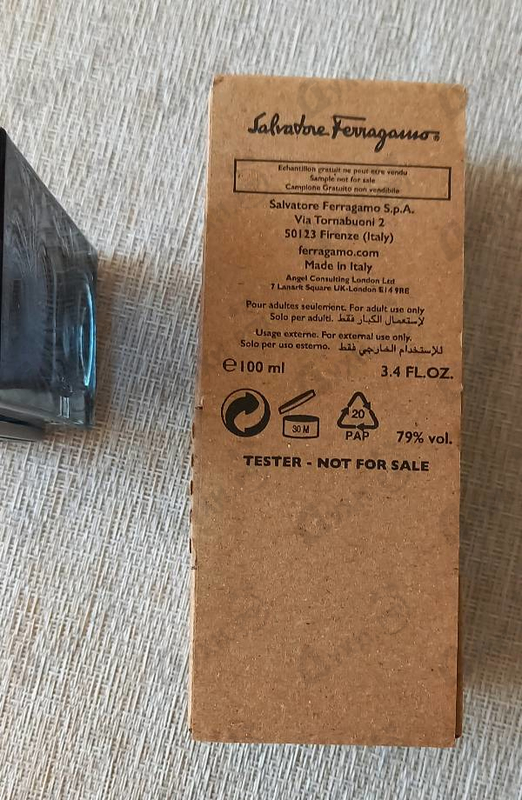 Salvatore Ferragamo
Echantillon gratuit ne peut etre vendu
Sample not for sale
Campione Gratuito non vendibile
Salvatore Ferragamo S.p.A.
Via Tornabuoni 2
50123 Firenze (Italy)
ferragamo.com
Made in Italy
Angel Consulting London Ltd
7 Lanark Square UK-London E14 9RE
Pour adultes seulement. For adult use only
Solo per adulti. لإستعمال الكبار فقط
Usage externe. For external use only.
Solo per uso esterno. للإستخدام الخارجي فقط
℮100 ml 3.4 FL.OZ.
30 M 20
PAP 79% vol.
TESTER - NOT FOR SALE